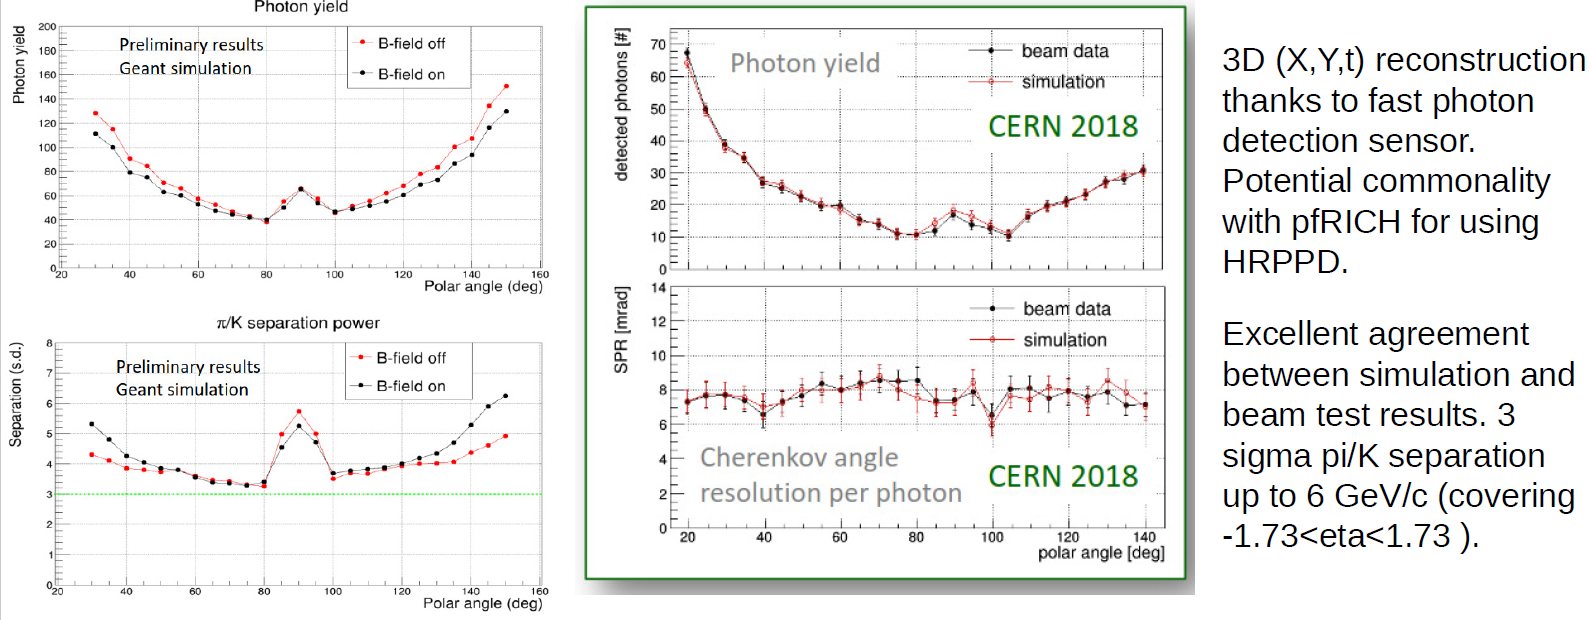 Photon yield
Photon yield
200
180
160
140
120
100
80
60
40
20
0
Preliminary results
Geant simulation
B-field off
B-field on
20 40 60 80 100 120 140 160
Polar angle (deg)
π/K separation power
Separation (s.d.)
8
7
6
5
4
3
2
1
0
Preliminary results
Geant simulation
B-field off
B-field on
20 40 60 80 100 120 140 160
Polar angle (deg)
detected photons [#]
70
60
50
40
30
20
10
0
Photon yield
beam data
simulation
CERN 2018
SPR [mrad]
14
12
10
8
6
4
2
0
beam data
simulation
Cherenkov angle
resolution per photon
CERN 2018
20 40 60 80 100 120 140
polar angle [deg]
3D (X,Y,t) reconstruction
thanks to fast photon
detection sensor.
Potential commonality
with pfRICH for using
HRPPD.
Excellent agreement
between simulation and
beam test results. 3
sigma pi/K separation
up to 6 GeV/c (covering
-1.73<eta<1.73 ).